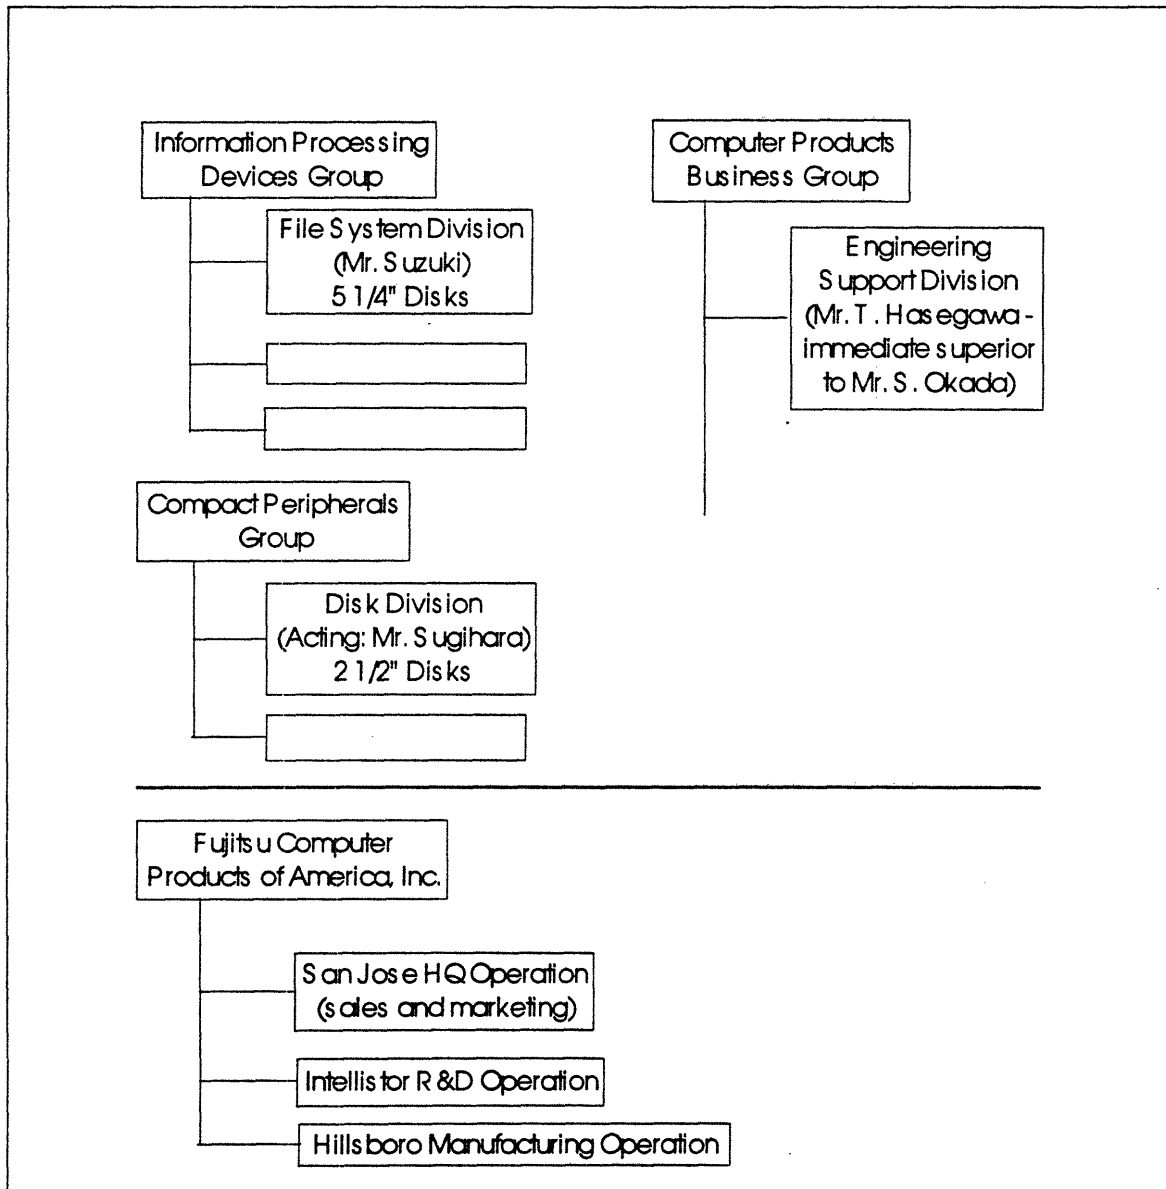 Information Processing
Devices Group
File System Division
(Mr. Suzuki)
5 1/4" Disks
Computer Products
Business Group
Engineering
Support Division
(Mr. T. Hasegawa -
immediate superior
to Mr. S. Okada)
Compact Peripherals
Group
Disk Division
(Acting: Mr. Sugihara)
2 1/2" Disks
Fujitsu Computer
Products of America, Inc.
San Jose HQ Operation
(sales and marketing)
Intellistor R&D Operation
Hillsboro Manufacturing Operation